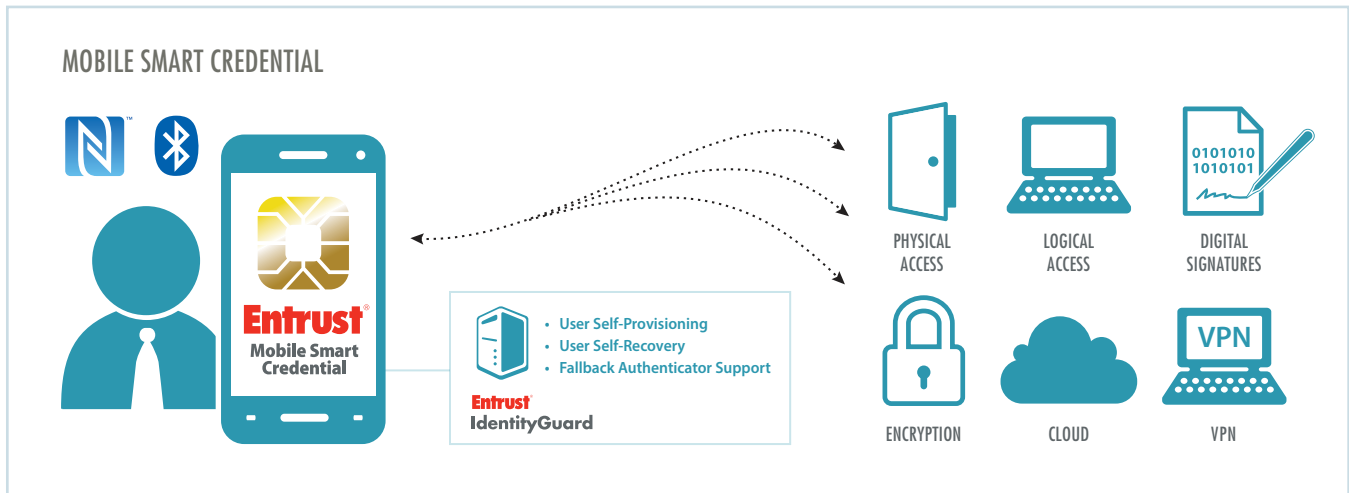 MOBILE SMART CREDENTIAL
N™
Entrust®
Mobile Smart
Credential
• User Self-Provisioning
• User Self-Recovery
• Fallback Authenticator Support
Entrust®
IdentityGuard
PHYSICAL
ACCESS
LOGICAL
ACCESS
0101010
1010101
DIGITAL
SIGNATURES
ENCRYPTION
CLOUD
VPN
VPN